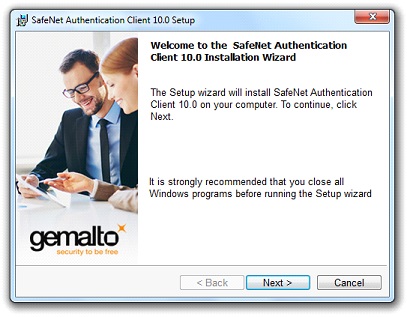 SafeNet Authentication Client 10.0 Setup
Welcome to the SafeNet Authentication
Client 10.0 Installation Wizard
The Setup wizard will install SafeNet Authentication
Client 10.0 on your computer. To continue, click
Next.
It is strongly recommended that you close all
Windows programs before running the Setup wizard
gemalto
security to be free
< Back
Next >
Cancel